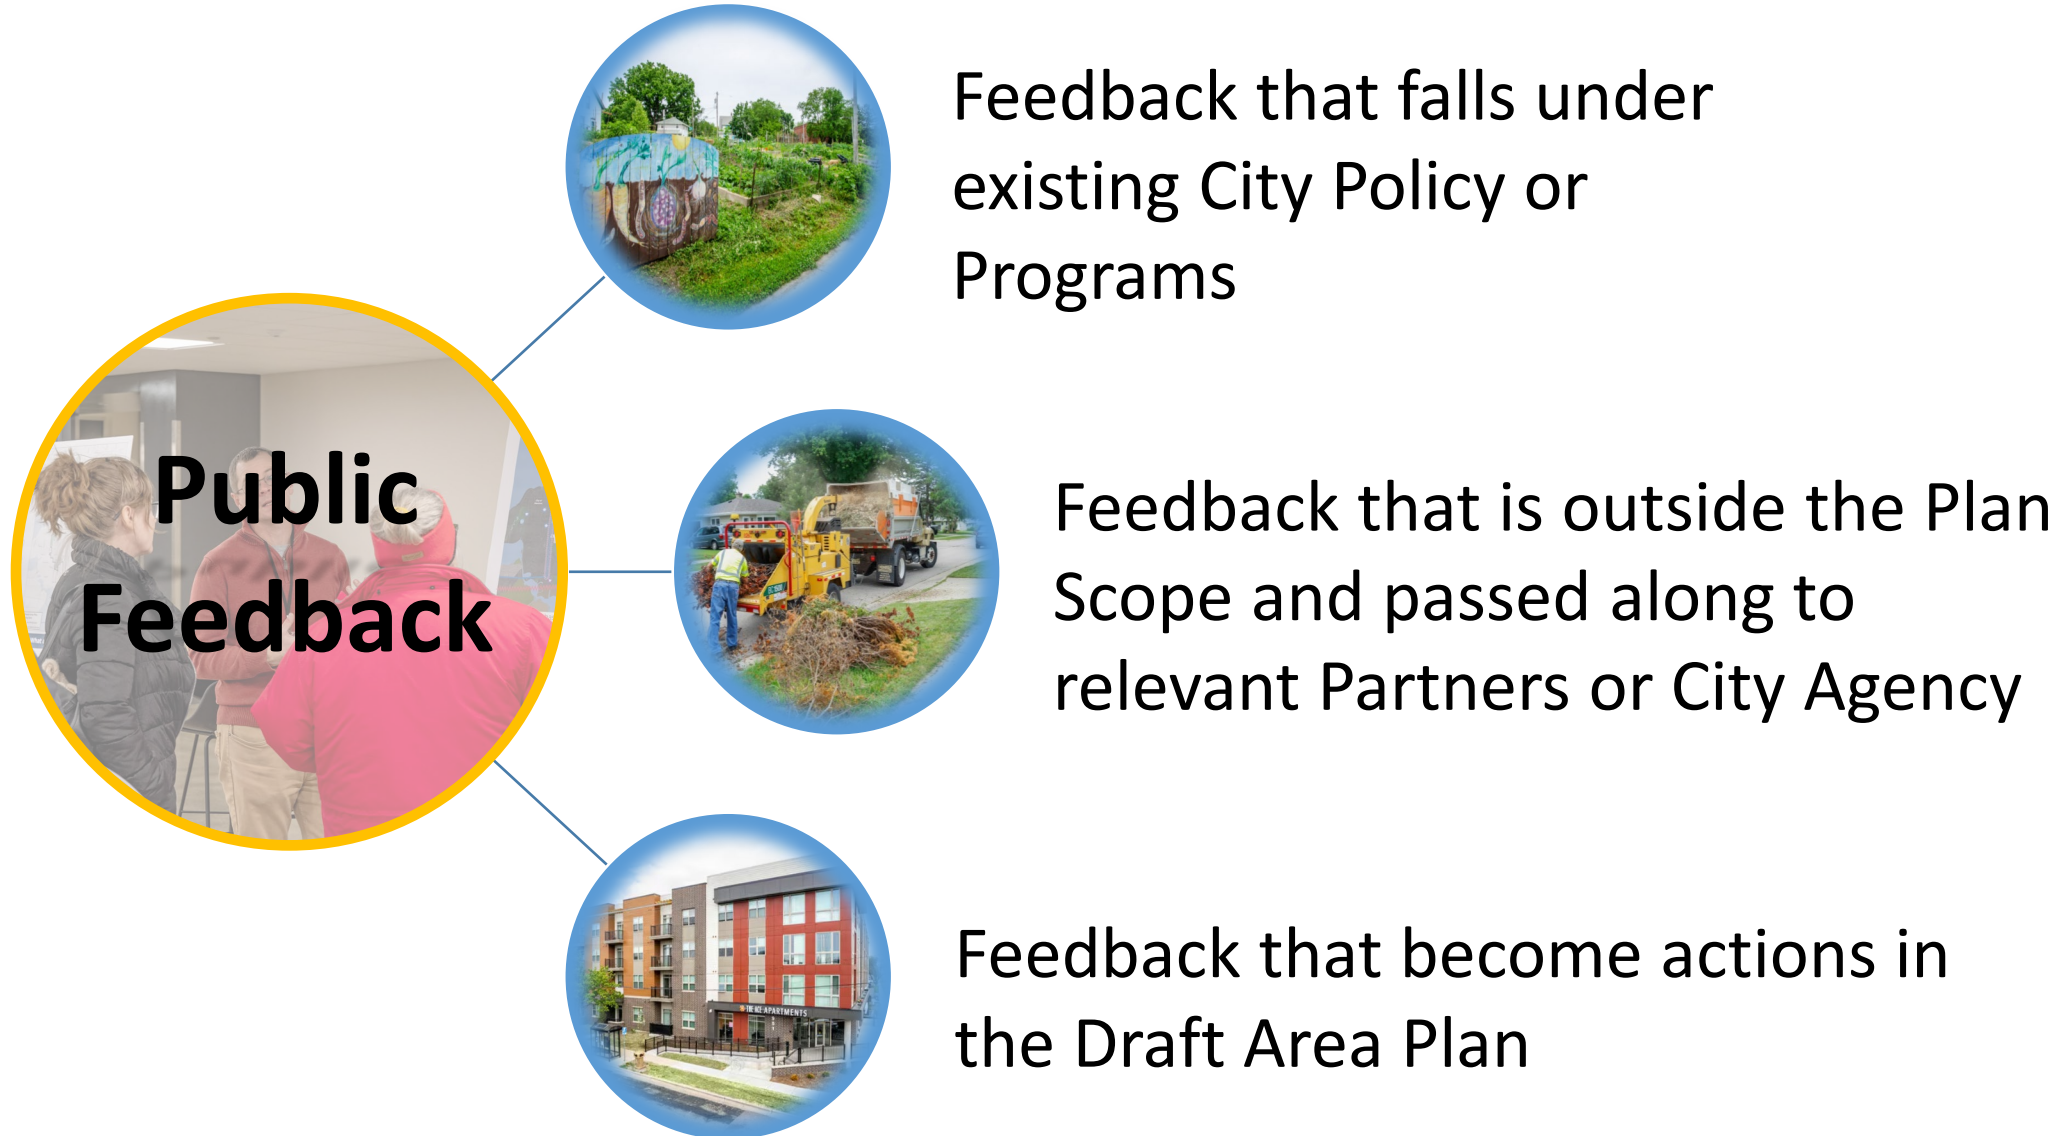 Public
Feedback
Feedback that falls under
existing City Policy or
Programs
Feedback that is outside the Plan
Scope and passed along to
relevant Partners or City Agency
Feedback that become actions in
the Draft Area Plan
APARTMENTS